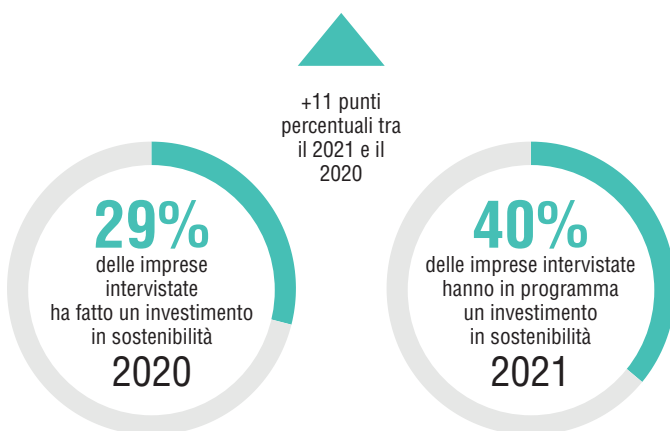 +11 punti
percentuali tra
il 2021 e il
2020
29%
delle imprese
intervistate
ha fatto un investimento
in sostenibilità
2020
40%
delle imprese intervistate
hanno in programma
un investimento
in sostenibilità
2021